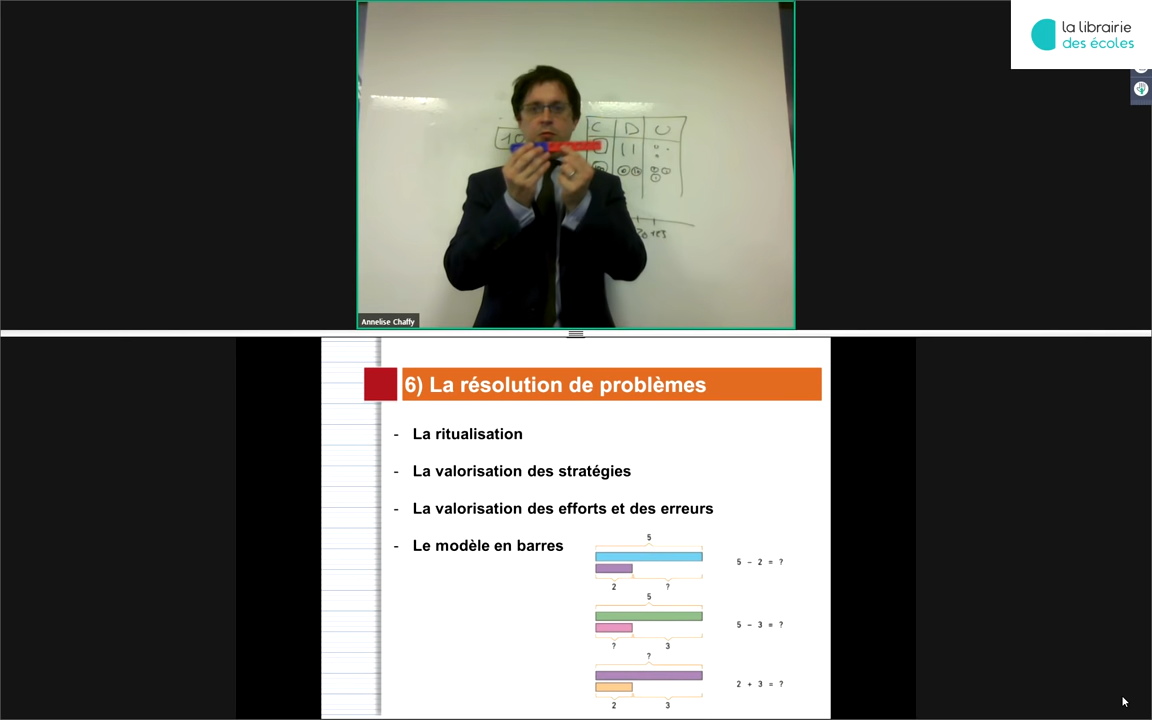 la librairie
des écoles
C D U
Annelise Chaffy
6) La résolution de problèmes
- La ritualisation
- La valorisation des stratégies
- La valorisation des efforts et des erreurs
- Le modèle en barres
5
5 - 2 = ?
2 ?
5
5 - 3 = ?
? 3
?
2 + 3 = ?
2 3